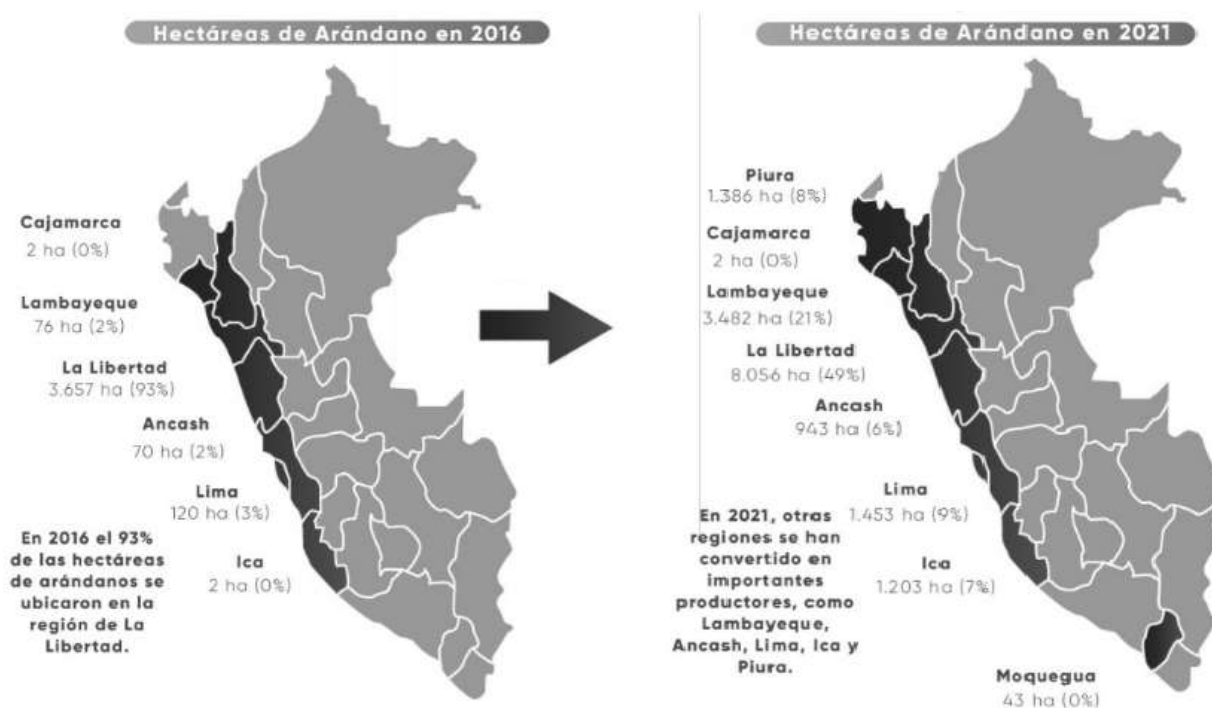 Hectáreas de Arándano en 2016
Cajamarca
2 ha (0%)
Lambayeque
76 ha (2%)
La Libertad
3.657 ha (93%)
Ancash
70 ha (2%)
Lima
120 ha (3%)
Ica
2 ha (0%)
En 2016 el 93%
de las hectáreas
de arándanos se
ubicaron en la
región de La
Libertad.
Hectáreas de Arándano en 2021
Piura
1.386 ha (8%)
Cajamarca
2 ha (0%)
Lambayeque
3.482 ha (21%)
La Libertad
8.056 ha (49%)
Ancash
943 ha (6%)
Lima
1.453 ha (9%)
Ica
1.203 ha (7%)
En 2021, otras
regiones se han
convertido en
importantes
productores, como
Lambayeque,
Ancash, Lima, Ica y
Piura.
Moquegua
43 ha (0%)